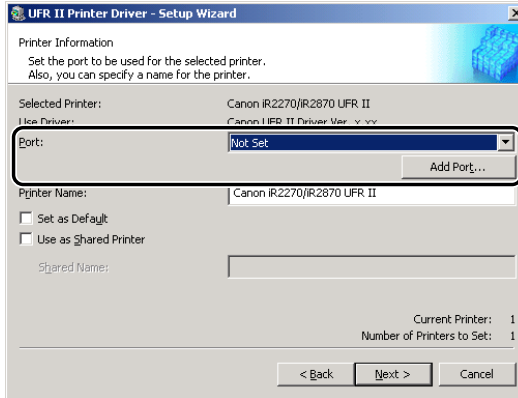 UFR II Printer Driver - Setup Wizard
Printer Information
Set the port to be used for the selected printer.
Also, you can specify a name for the printer.
Selected Printer: Canon iR2270/iR2870 UFR II
Use Driver: Canon UFR II Driver Ver. x.xx
Port: Not Set
Add Port...
Printer Name: Canon iR2270/iR2870 UFR II
Set as Default
Use as Shared Printer
Shared Name:
Current Printer: 1
Number of Printers to Set: 1
< Back Next > Cancel